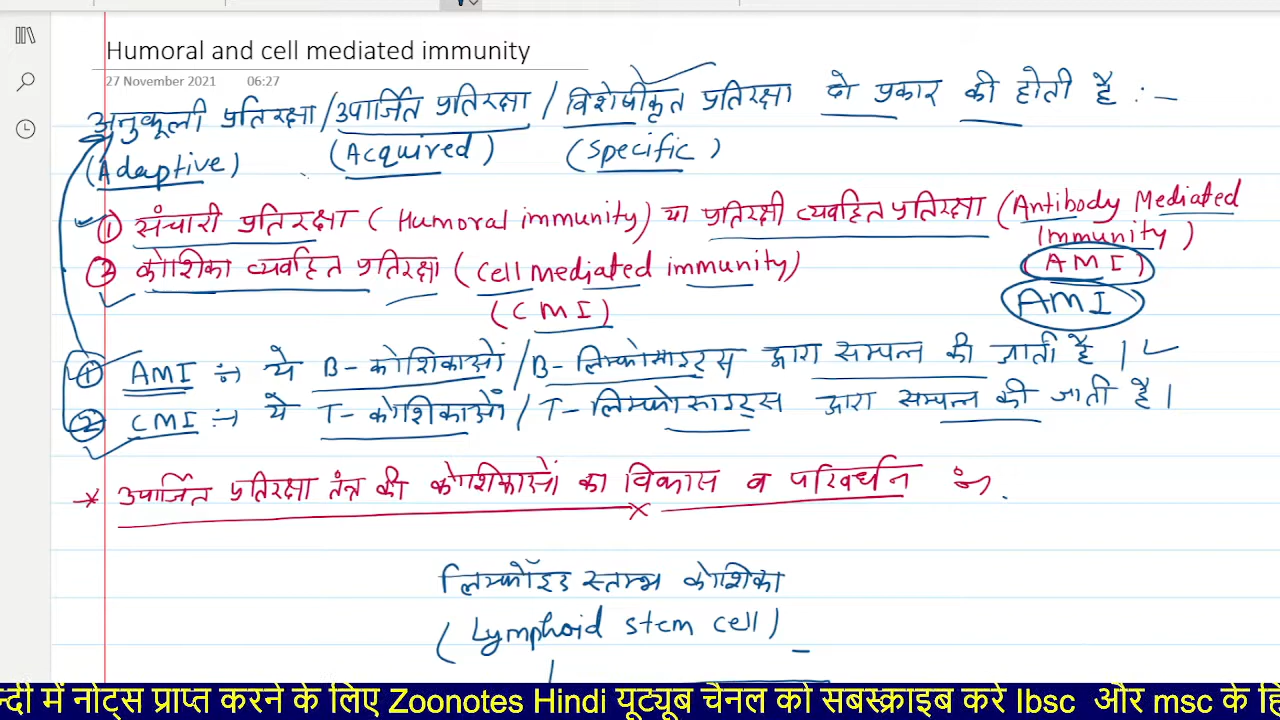 Humoral and cell mediated immunity
27 November 2021 06:27
अनुकूली प्रतिरक्षा/उपार्जित प्रतिरक्षा/विशेषीकृत प्रतिरक्षा दो प्रकार की होती है :-
(Adaptive) (Acquired) (Specific)
① संचारी प्रतिरक्षा (Humoral immunity) या प्रतिरक्षी व्यवहित प्रतिरक्षा (Antibody Mediated
Immunity)
② कोशिका व्यवहित प्रतिरक्षा (Cell mediated immunity) (AMI)
(CMI) AMI
① AMI :- ये B-कोशिकाओं/B-लिम्फोसाइट्स द्वारा सम्पन्न की जाती है।
② CMI :- ये T-कोशिकाओं/T-लिम्फोसाइट्स द्वारा सम्पन्न की जाती है।
* उपार्जित प्रतिरक्षा तंत्र की कोशिकाओं का विकास व परिवर्धन :-
लिम्फॉइड स्तम्भ कोशिका
(Lymphoid stem cell)
न्दी में नोट्स प्राप्त करने के लिए Zoonotes Hindi यूट्यूब चैनल को सबस्क्राइब करे Ibsc और msc के हि